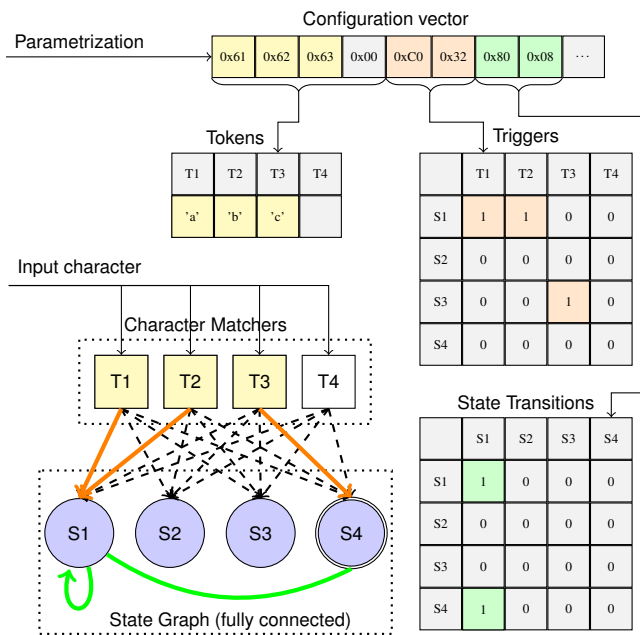 Configuration vector
Parametrization
0x61 0x62 0x63 0x00 0xC0 0x32 0x80 0x08 ...
Tokens
T1 T2 T3 T4
'a' 'b' 'c'
Triggers
T1 T2 T3 T4
S1 1 1 0 0
S2 0 0 0 0
S3 0 0 1 0
S4 0 0 0 0
Input character
Character Matchers
T1 T2 T3 T4
S1 S2 S3 S4
State Graph (fully connected)
State Transitions
S1 S2 S3 S4
S1 1 0 0 0
S2 0 0 0 0
S3 0 0 0 0
S4 1 0 0 0